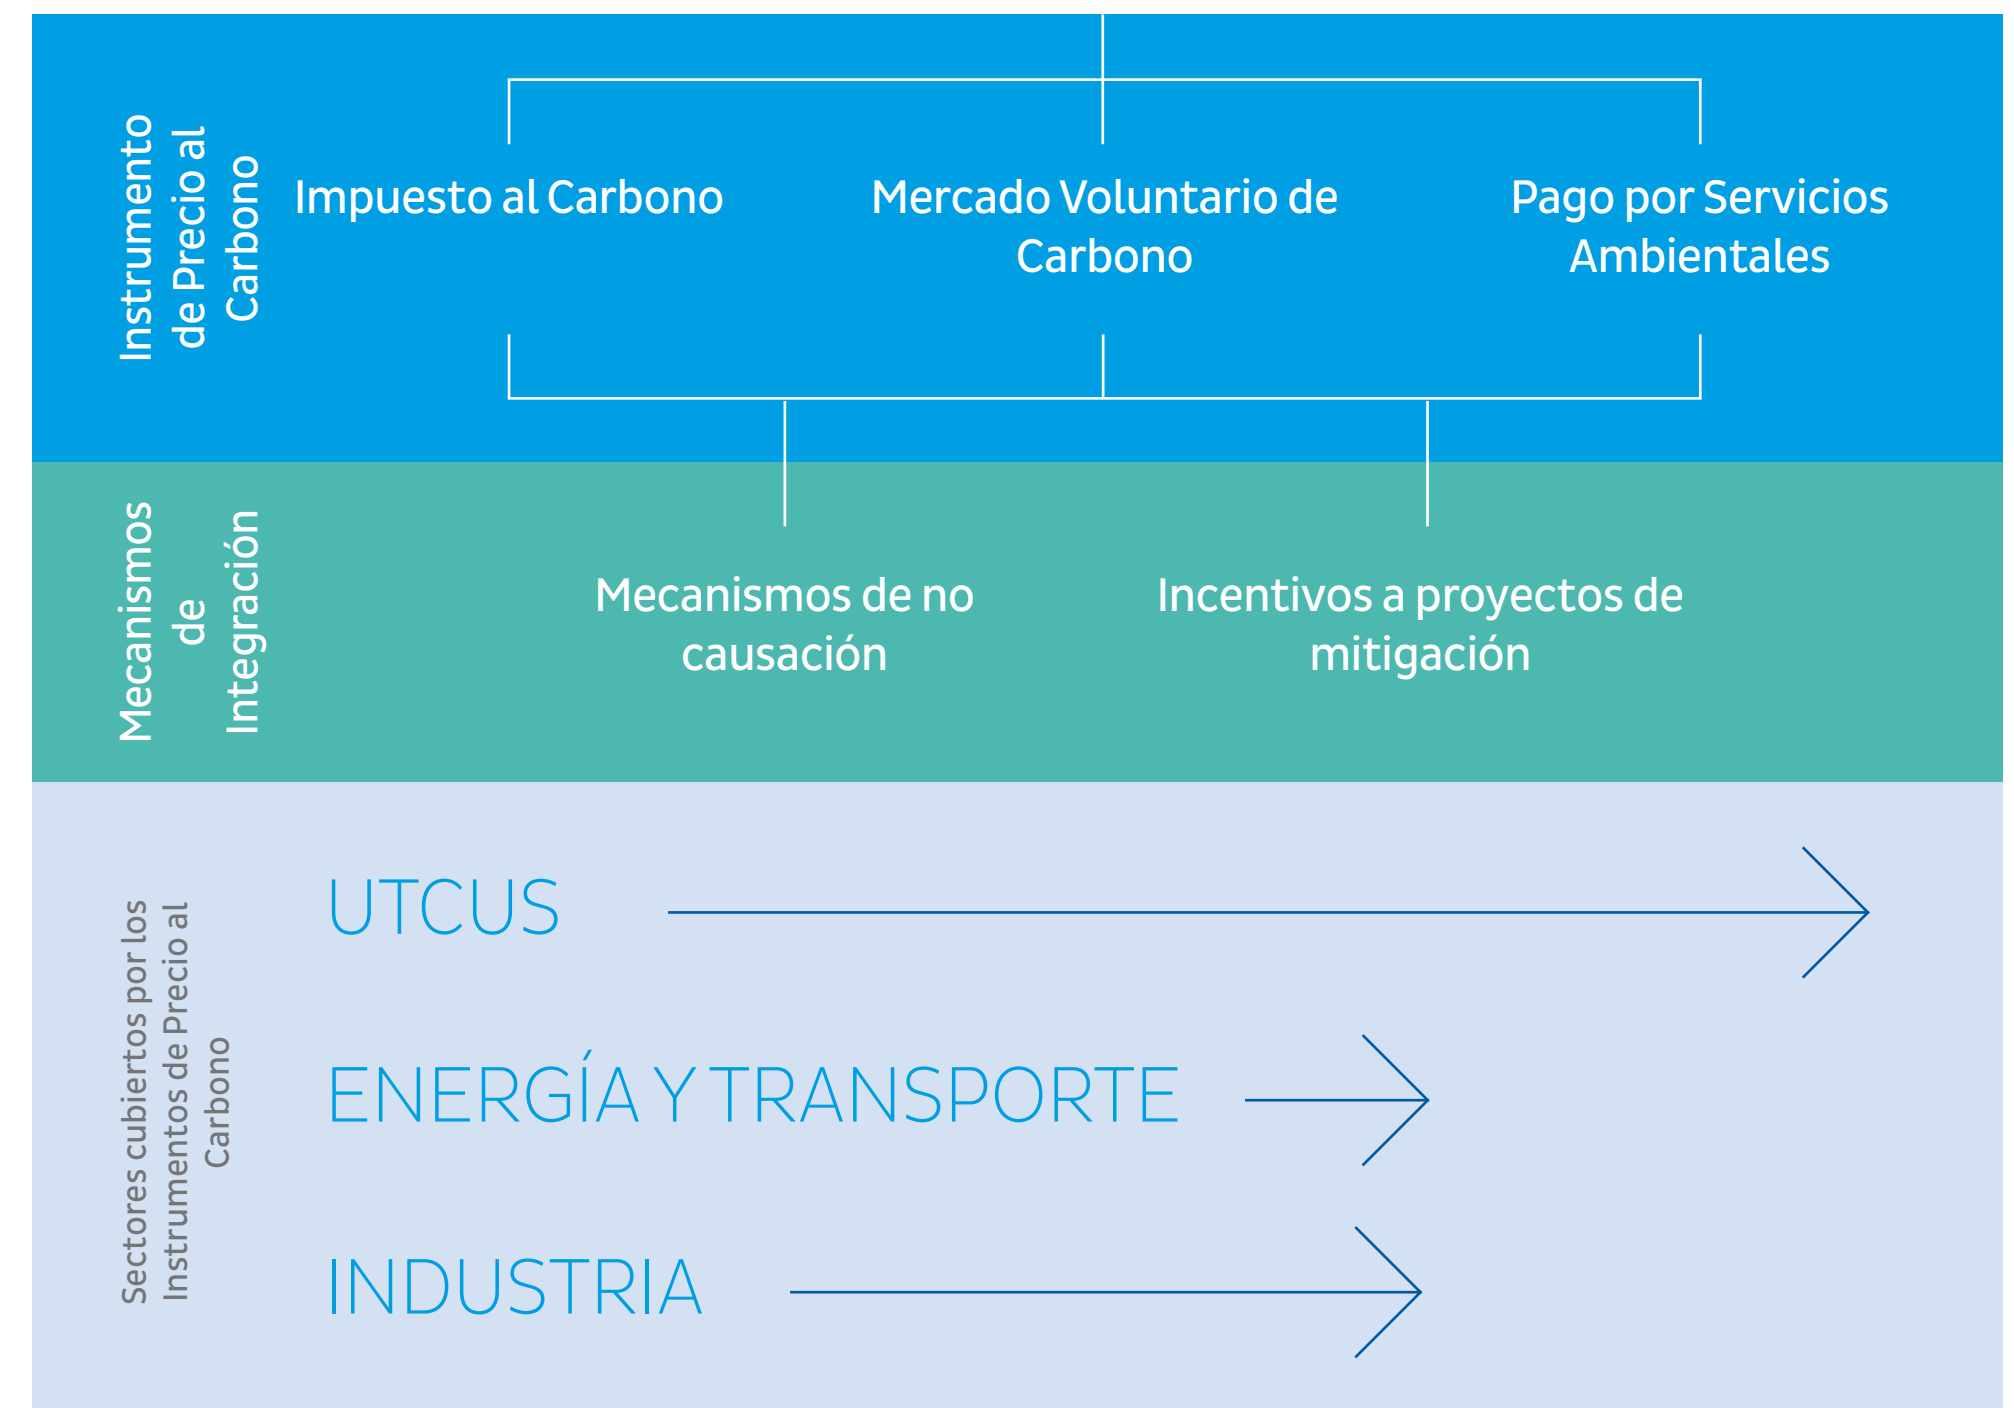 Instrumento
de Precio al
Carbono
Impuesto al Carbono
Mercado Voluntario de
Carbono
Pago por Servicios
Ambientales
Mecanismos
de
Integración
Mecanismos de no
causación
Incentivos a proyectos de
mitigación
Sectores cubiertos por los
Instrumentos de Precio al
Carbono
UTCUS
ENERGÍA Y TRANSPORTE
INDUSTRIA